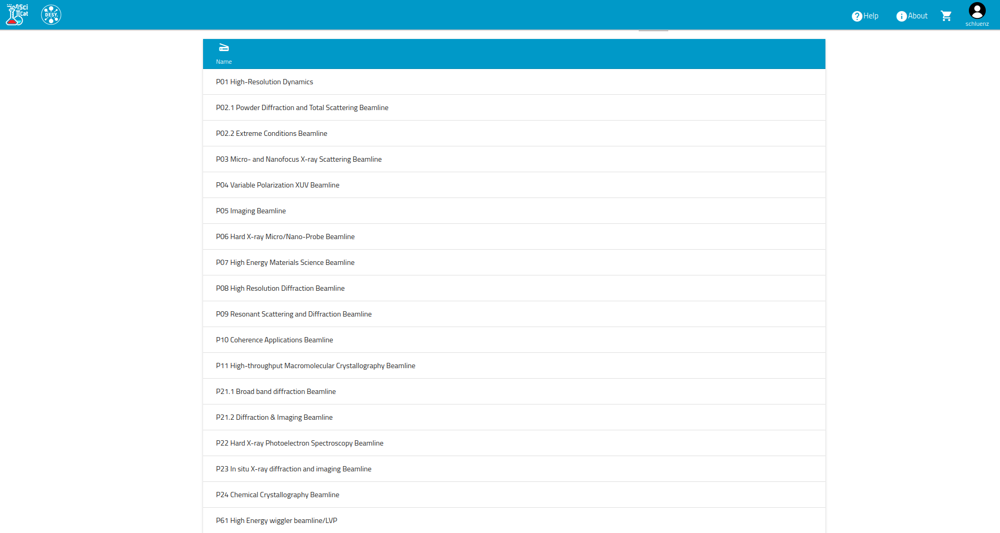 Sci
Cat
DESY.
Help
About
schluenz
Name
P01 High-Resolution Dynamics
P02.1 Powder Diffraction and Total Scattering Beamline
P02.2 Extreme Conditions Beamline
P03 Micro- and Nanofocus X-ray Scattering Beamline
P04 Variable Polarization XUV Beamline
P05 Imaging Beamline
P06 Hard X-ray Micro/Nano-Probe Beamline
P07 High Energy Materials Science Beamline
P08 High Resolution Diffraction Beamline
P09 Resonant Scattering and Diffraction Beamline
P10 Coherence Applications Beamline
P11 High-throughput Macromolecular Crystallography Beamline
P21.1 Broad band diffraction Beamline
P21.2 Diffraction & Imaging Beamline
P22 Hard X-ray Photoelectron Spectroscopy Beamline
P23 In situ X-ray diffraction and imaging Beamline
P24 Chemical Crystallography Beamline
P61 High Energy wiggler beamline/LVP